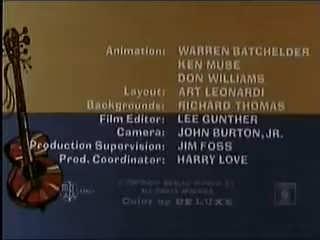 Animation: WARREN BATCHELDER
KEN MUSE
DON WILLIAMS
Layout: ART LEONARDI
Backgrounds: RICHARD THOMAS
Film Editor: LEE GUNTHER
Camera: JOHN BURTON, JR.
Production Supervision: JIM FOSS
Prod. Coordinator: HARRY LOVE
Color by DELUXE